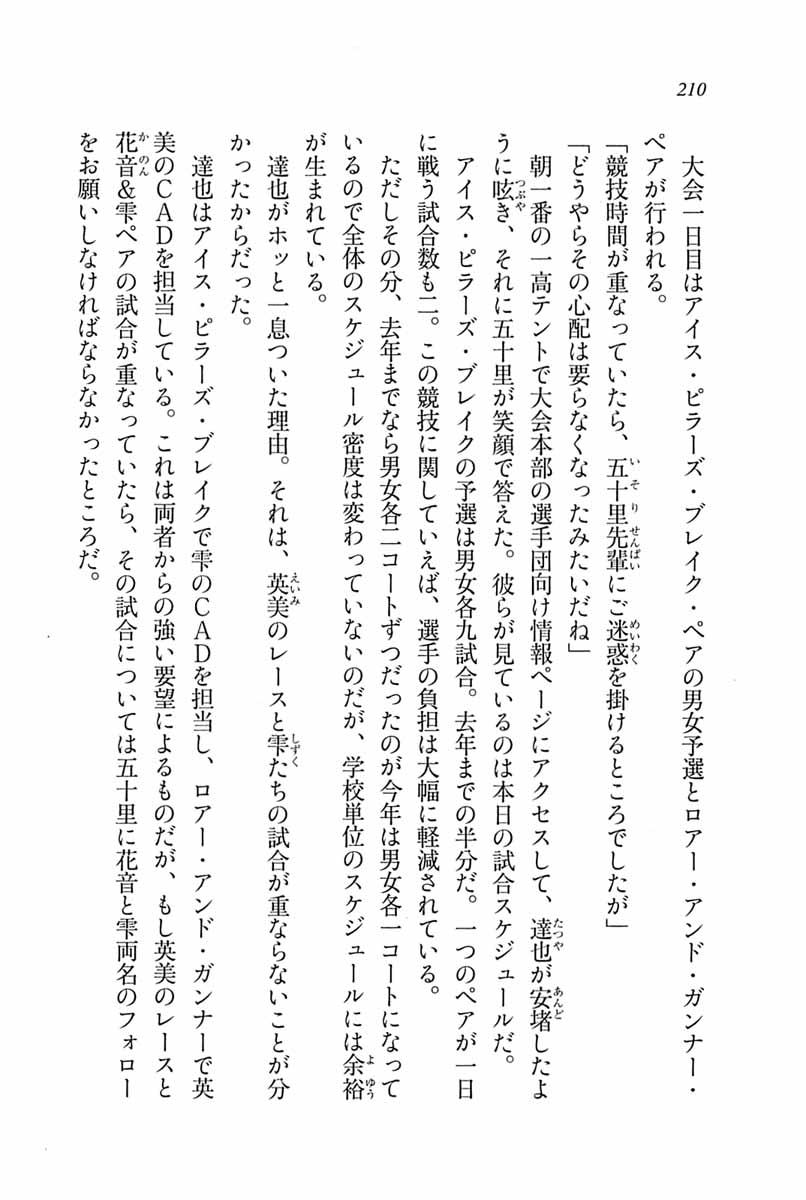 210
大会一日目はアイス・ピラーズ・ブレイク・ペアの男女予選とロアー・アンド・ガンナー・
ペアが行われる。
「競技時間が重なっていたら、五十里先輩にご迷惑を掛けるところでしたが」
「どうやらその心配は要らなくなったみたいだね」
朝一番の一高テントで大会本部の選手団向け情報ページにアクセスして、達也が安堵したよ
うに呟き、それに五十里が笑顔で答えた。彼らが見ているのは本日の試合スケジュールだ。
アイス・ピラーズ・ブレイクの予選は男女各九試合。去年までの半分だ。一つのペアが一日
に戦う試合数も二。この競技に関していえば、選手の負担は大幅に軽減されている。
ただしその分、去年までなら男女各二コートずつだったのが今年は男女各一コートになって
いるので全体のスケジュール密度は変わっていないのだが、学校単位のスケジュールには余裕
が生まれている。
達也がホッと一息ついた理由。それは、英美のレースと雫たちの試合が重ならないことが分
かったからだった。
達也はアイス・ピラーズ・ブレイクで雫のCADを担当し、ロアー・アンド・ガンナーで英
美のCADを担当している。これは両者からの強い要望によるものだが、もし英美のレースと
花音＆雫ペアの試合が重なっていたら、その試合については五十里に花音と雫両名のフォロー
をお願いしなければならなかったところだ。